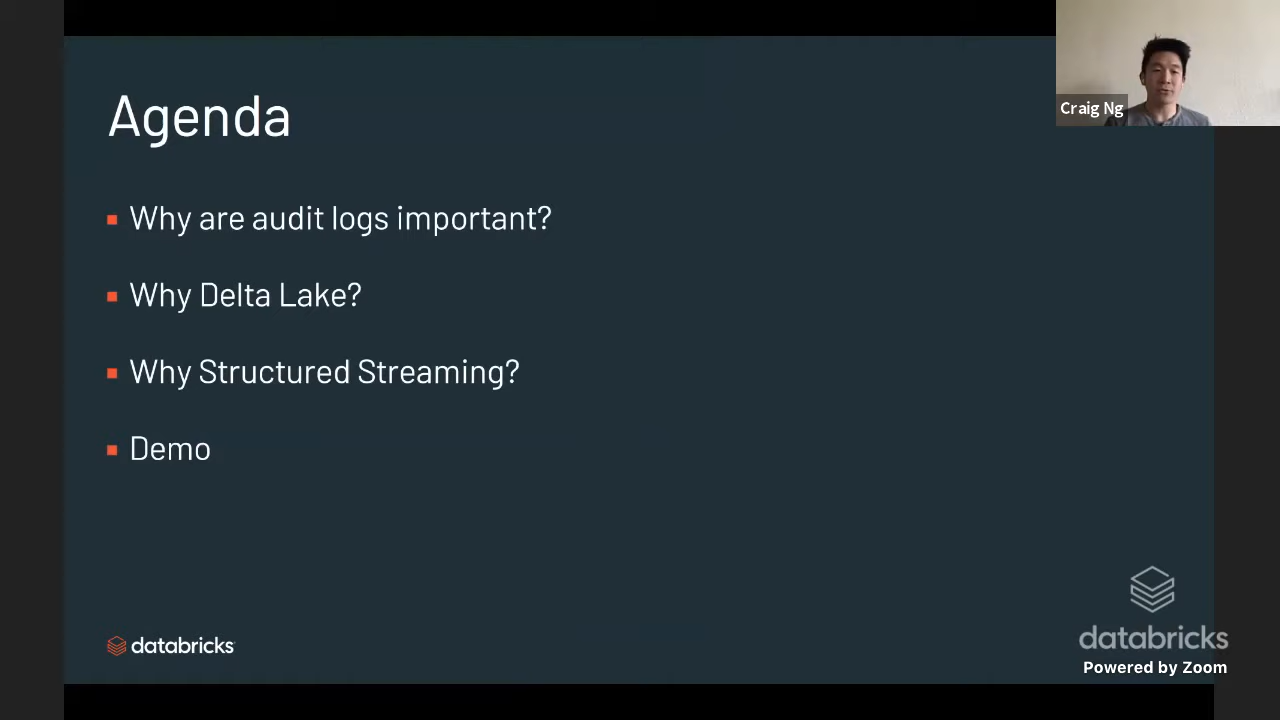 Agenda
Craig Ng
Why are audit logs important?
Why Delta Lake?
Why Structured Streaming?
Demo
databricks
databricks
Powered by Zoom